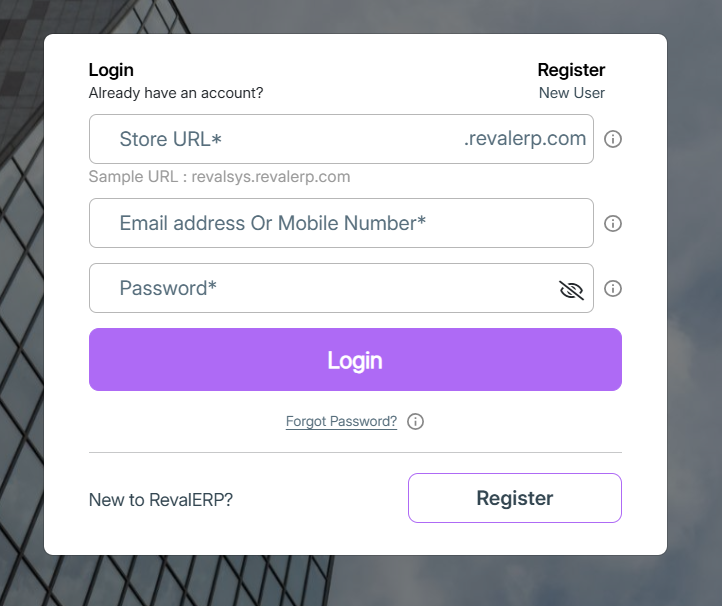 Login
Register
Already have an account?
New User
Store URL*
.revalerp.com
Sample URL : revalsys.revalerp.com
Email address Or Mobile Number*
Password*
Login
Forgot Password?
New to RevalERP?
Register